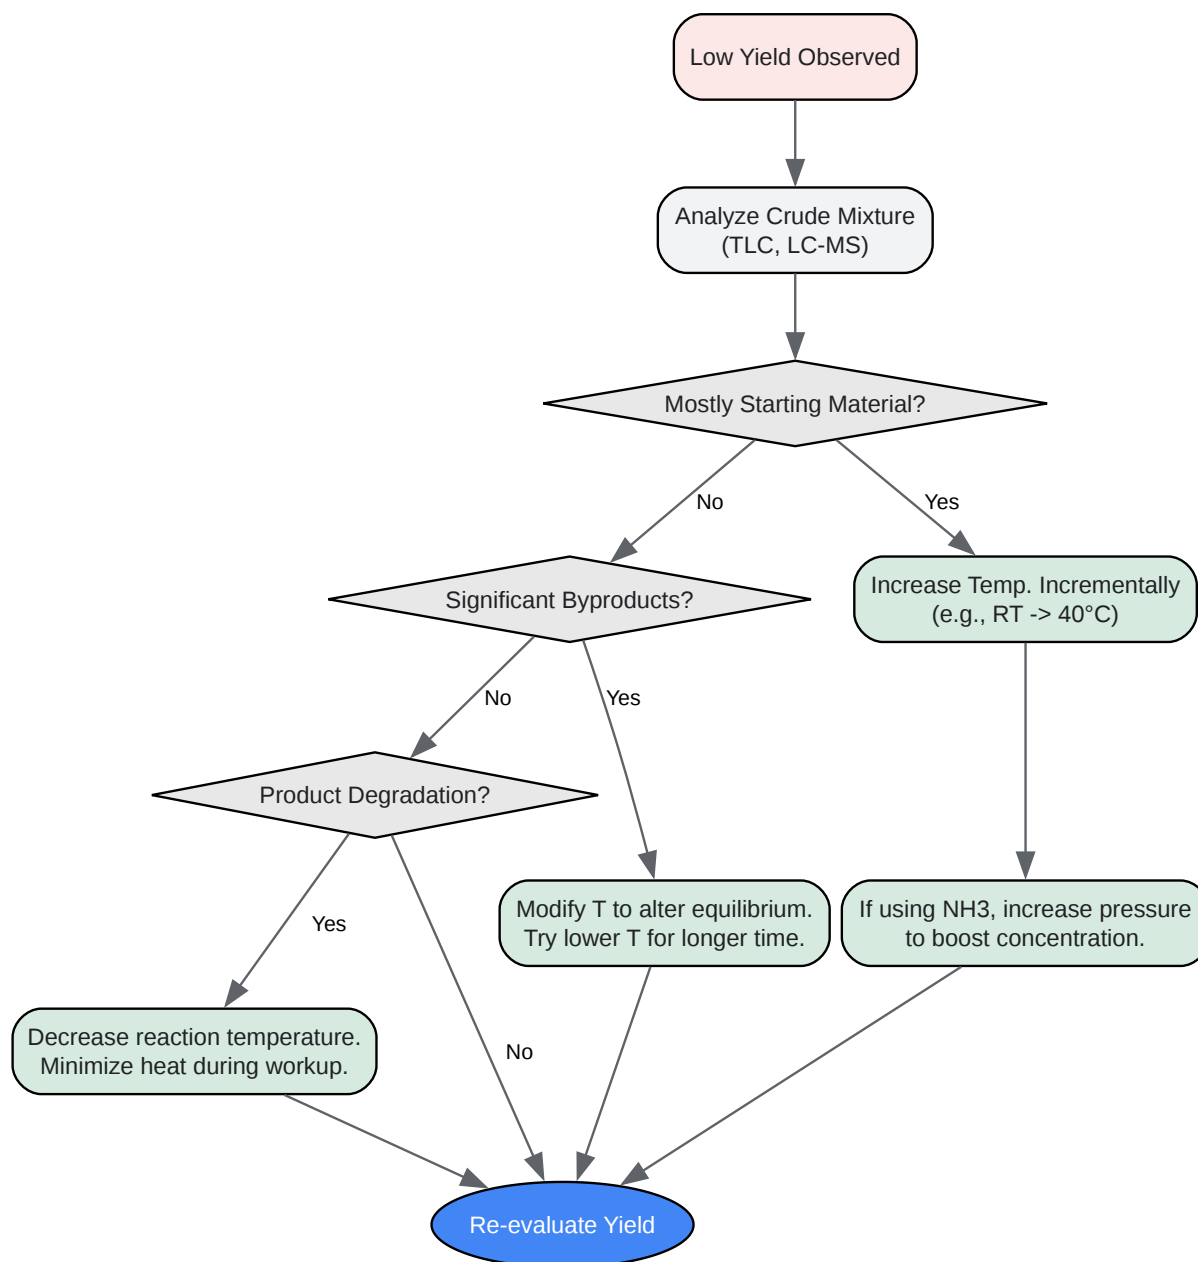 Low Yield Observed
Analyze Crude Mixture
(TLC, LC-MS)
Mostly Starting Material?
No
Yes
Significant Byproducts?
Increase Temp. Incrementally
(e.g., RT -> 40°C)
No
Yes
Product Degradation?
Modify T to alter equilibrium.
Try lower T for longer time.
If using NH3, increase pressure
to boost concentration.
Yes
Decrease reaction temperature.
Minimize heat during workup.
No
Re-evaluate Yield